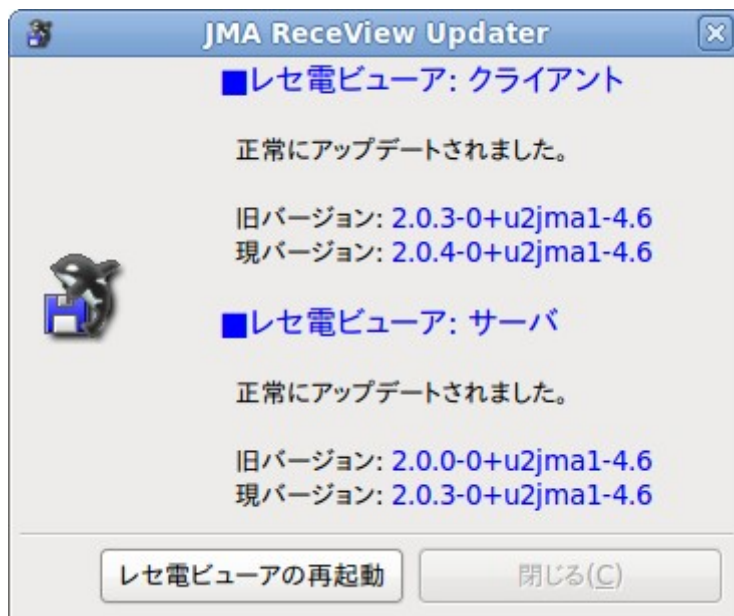 JMA ReceView Updater
■レセ電ビューア: クライアント
正常にアップデートされました。
旧バージョン: 2.0.3-0+u2jma1-4.6
現バージョン: 2.0.4-0+u2jma1-4.6
■レセ電ビューア: サーバ
正常にアップデートされました。
旧バージョン: 2.0.0-0+u2jma1-4.6
現バージョン: 2.0.3-0+u2jma1-4.6
レセ電ビューアの再起動
閉じる(C)